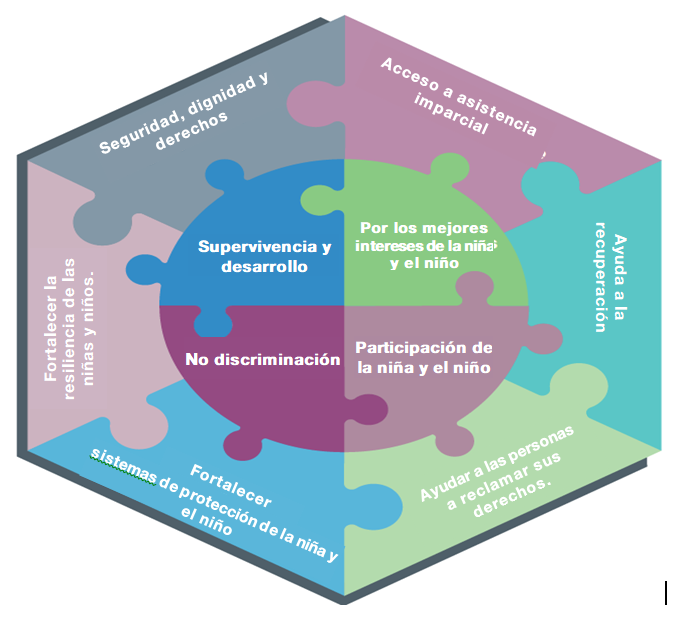 Seguridad, dignidad y
derechos
Acceso a asistencia
imparcial
,
Ayuda a la
recuperación
Ayudar a las personas
a reclamar sus
derechos.
Fortalecer
sistemas de protección de la niña y
el niño
Fortalecer la
resiliencia de las
niñas y niños.
Supervivencia y
desarrollo
Por los mejores
intereses de la niña
y el niño
No discriminación
Participación de
la niña y el niño